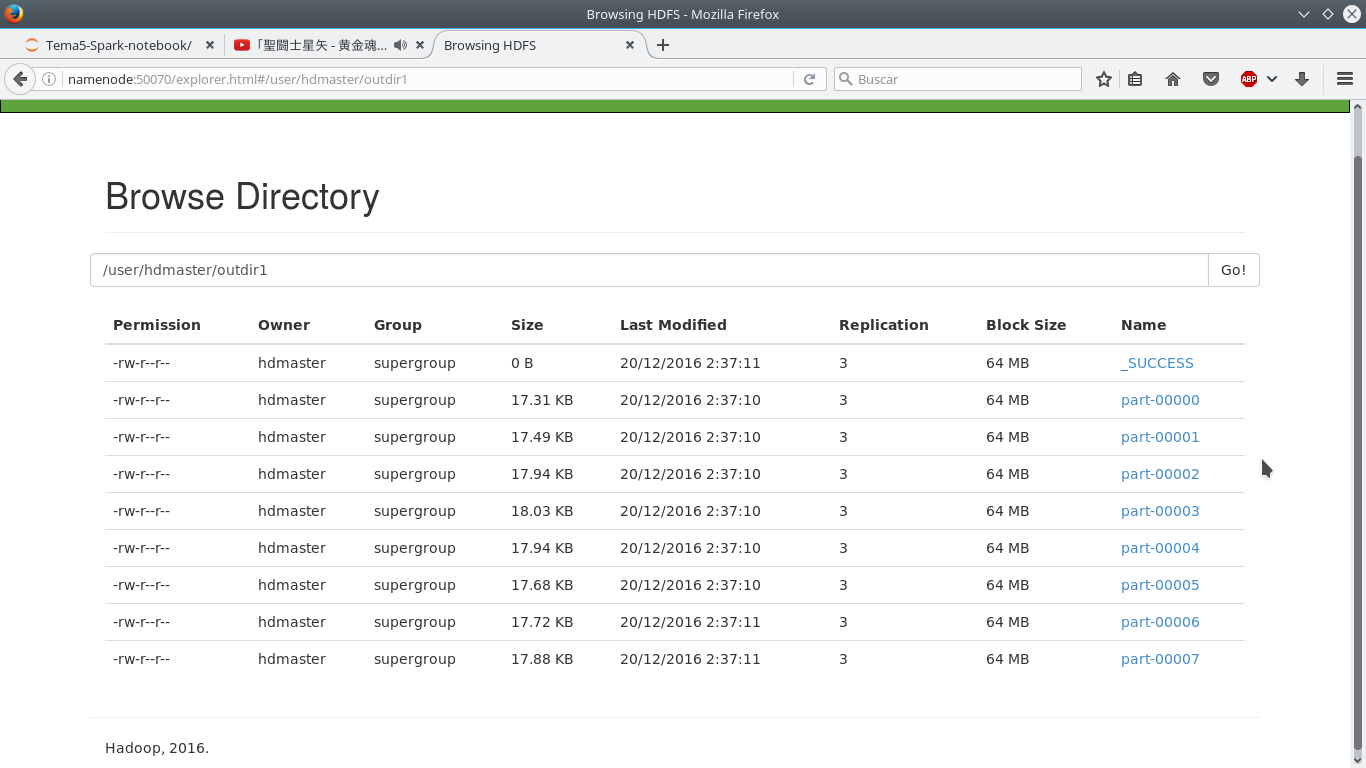 Browsing HDFS - Mozilla Firefox
Tema5-Spark-notebook/
「聖闘士星矢 - 黄金魂...
Browsing HDFS
namenode:50070/explorer.html#/user/hdmaster/outdir1
Buscar
ABP
Browse Directory
/user/hdmaster/outdir1 Go!
Permission Owner Group Size Last Modified Replication Block Size Name
-rw-r--r-- hdmaster supergroup 0 B 20/12/2016 2:37:11 3 64 MB _SUCCESS
-rw-r--r-- hdmaster supergroup 17.31 KB 20/12/2016 2:37:10 3 64 MB part-00000
-rw-r--r-- hdmaster supergroup 17.49 KB 20/12/2016 2:37:10 3 64 MB part-00001
-rw-r--r-- hdmaster supergroup 17.94 KB 20/12/2016 2:37:10 3 64 MB part-00002
-rw-r--r-- hdmaster supergroup 18.03 KB 20/12/2016 2:37:10 3 64 MB part-00003
-rw-r--r-- hdmaster supergroup 17.94 KB 20/12/2016 2:37:10 3 64 MB part-00004
-rw-r--r-- hdmaster supergroup 17.68 KB 20/12/2016 2:37:10 3 64 MB part-00005
-rw-r--r-- hdmaster supergroup 17.72 KB 20/12/2016 2:37:11 3 64 MB part-00006
-rw-r--r-- hdmaster supergroup 17.88 KB 20/12/2016 2:37:11 3 64 MB part-00007
Hadoop, 2016.